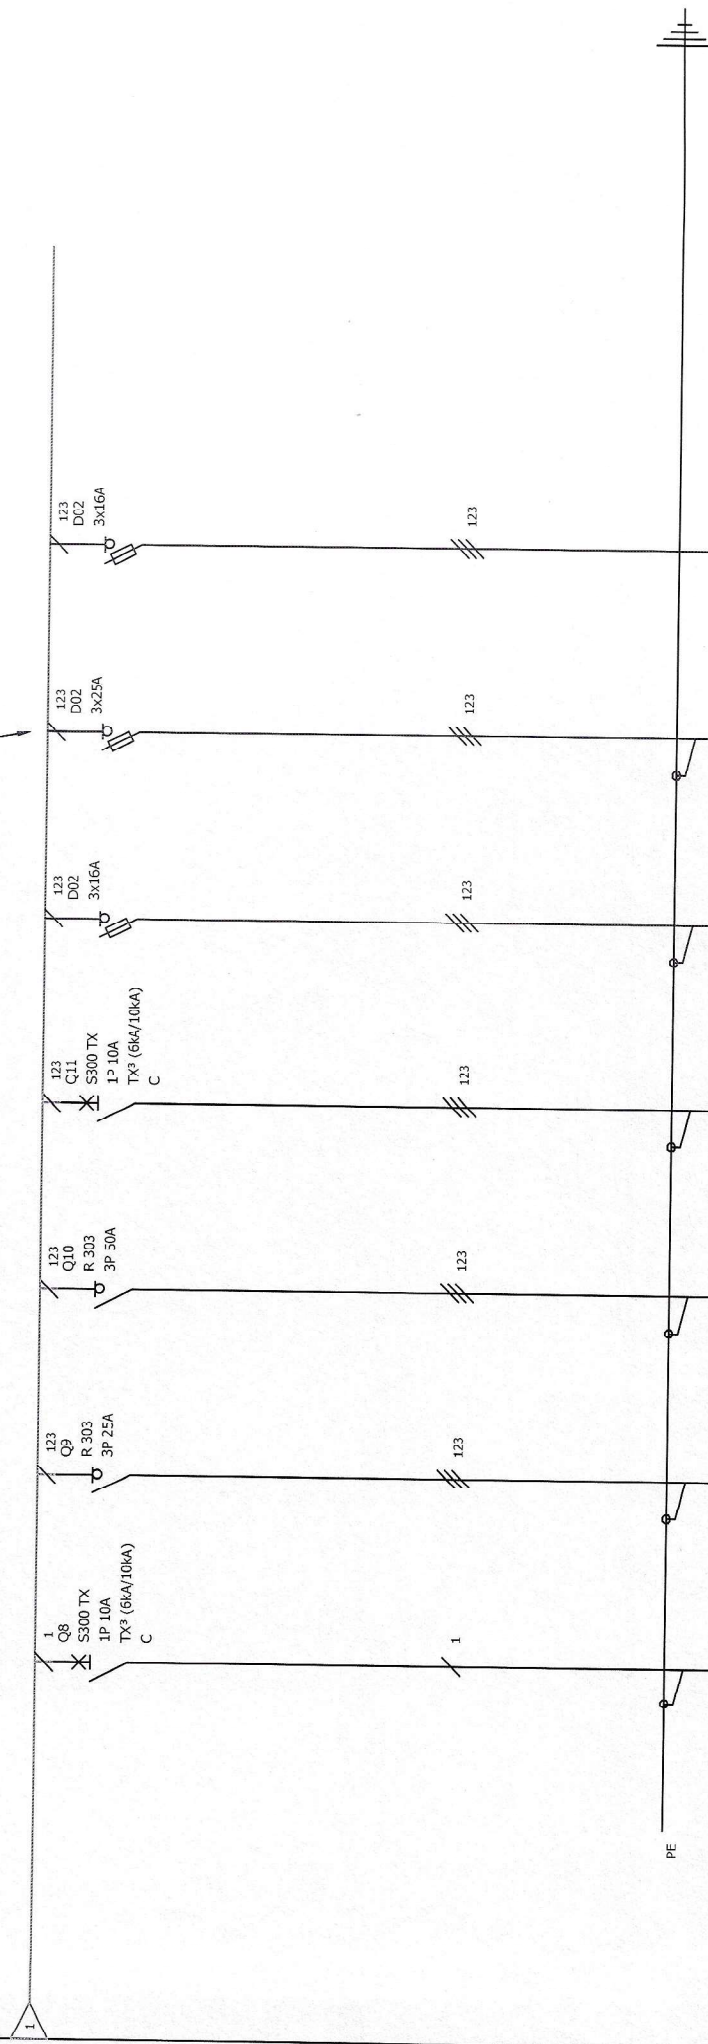 1
1
Q8
S300 TX
1P 10A
TX³ (6kA/10kA)
C
1
123
Q9
R 303
3P 25A
123
123
Q10
R 303
3P 50A
123
123
Q11
S300 TX
1P 10A
TX³ (6kA/10kA)
C
123
123
D02
3x16A
123
123
D02
3x25A
123
123
D02
3x16A
123
PE